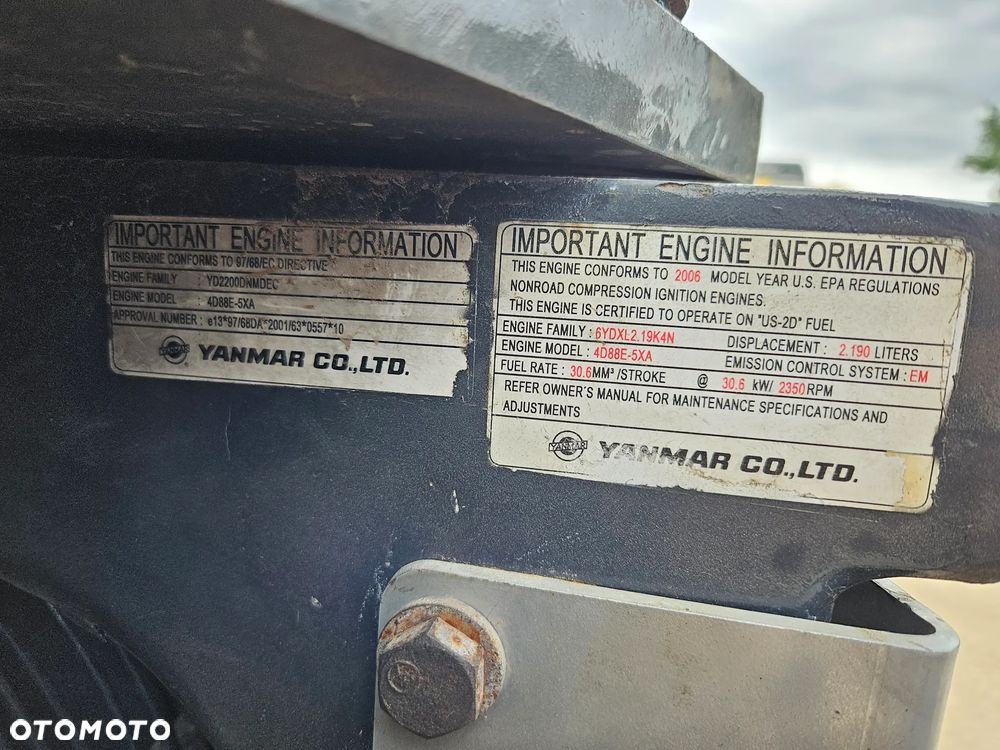 IMPORTANT ENGINE INFORMATION
THIS ENGINE CONFORMS TO 97/68/EC DIRECTIVE
ENGINE FAMILY : YD2200DNMDEC
ENGINE MODEL : 4D88E-5XA
APPROVAL NUMBER : e13*97/68DA*2001/63*0557*10
YANMAR CO.,LTD.
IMPORTANT ENGINE INFORMATION
THIS ENGINE CONFORMS TO 2006 MODEL YEAR U.S. EPA REGULATIONS
NONROAD COMPRESSION IGNITION ENGINES.
THIS ENGINE IS CERTIFIED TO OPERATE ON "US-2D" FUEL
ENGINE FAMILY : 6YDXL2.19K4N DISPLACEMENT : 2.190 LITERS
ENGINE MODEL : 4D88E-5XA EMISSION CONTROL SYSTEM : EM
FUEL RATE : 30.6MM³/STROKE @ 30.6 kW/ 2350RPM
REFER OWNER'S MANUAL FOR MAINTENANCE SPECIFICATIONS AND
ADJUSTMENTS
YANMAR YANMAR CO.,LTD.
OTOMOTO